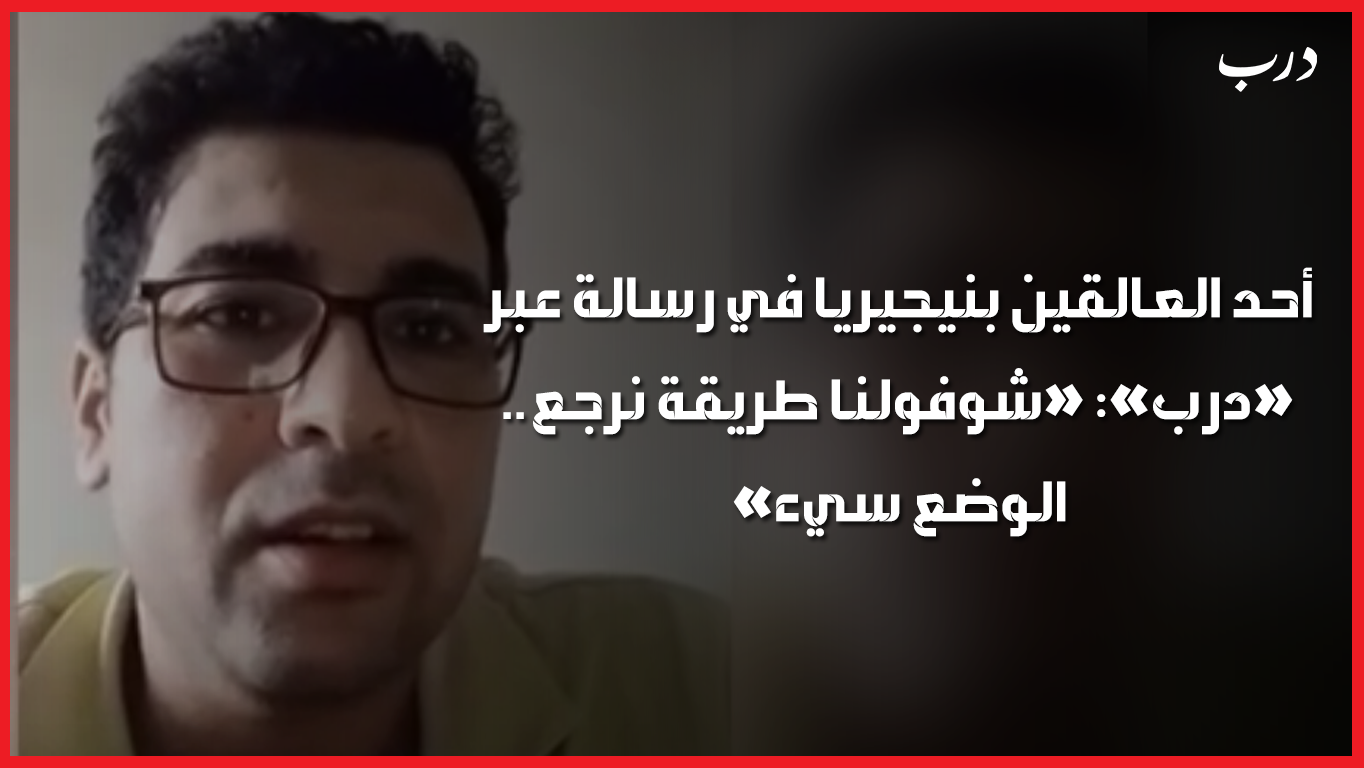 درب
أحد العالقين بنيجيريا في رسالة عبر
«درب»: «شوفولنا طريقة نرجع..
الوضع سيء»